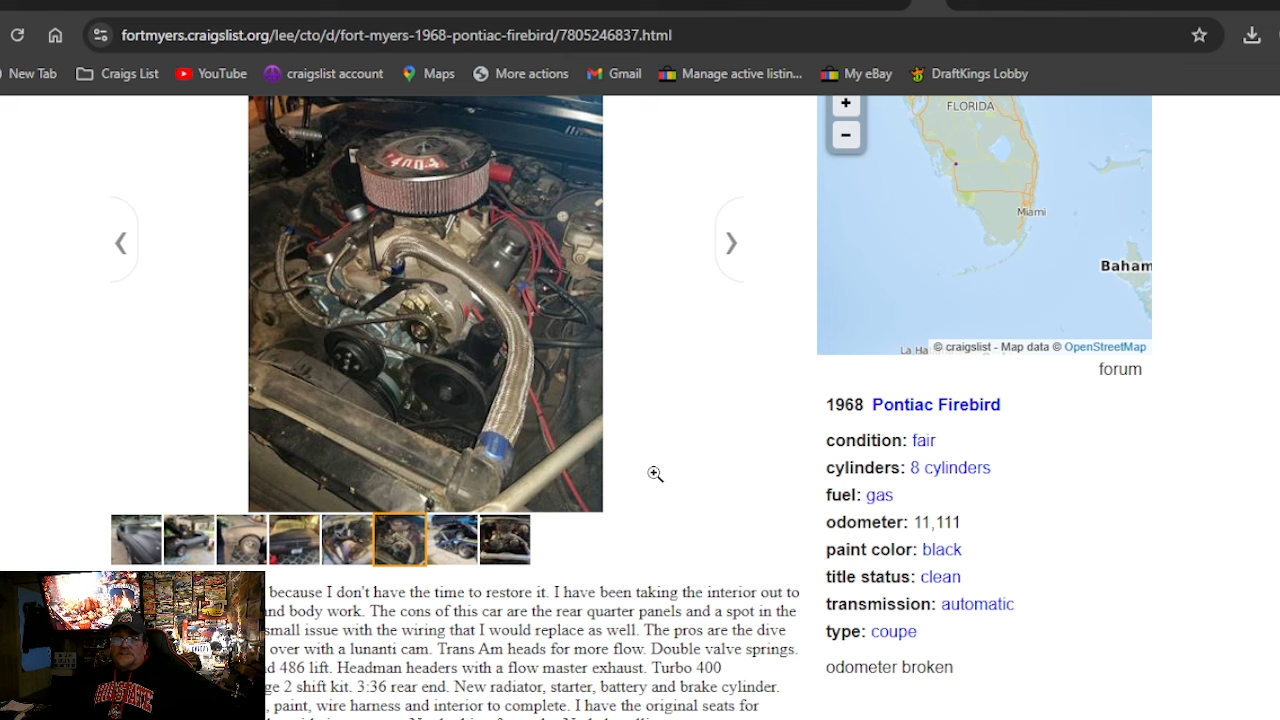 fortmyers.craigslist.org/lee/cto/d/fort-myers-1968-pontiac-firebird/7805246837.html
New Tab Craigs List YouTube craigslist account Maps More actions Gmail Manage active listin... My eBay DraftKings Lobby
FLORIDA
+
−
Miami
Baham
La Ha
© craigslist - Map data © OpenStreetMap
forum
1968 Pontiac Firebird
condition: fair
cylinders: 8 cylinders
fuel: gas
odometer: 11,111
paint color: black
title status: clean
transmission: automatic
type: coupe
odometer broken
because I don't have the time to restore it. I have been taking the interior out to
nd body work. The cons of this car are the rear quarter panels and a spot in the
small issue with the wiring that I would replace as well. The pros are the dive
over with a lunanti cam. Trans Am heads for more flow. Double valve springs.
d 486 lift. Headman headers with a flow master exhaust. Turbo 400
ge 2 shift kit. 3:36 rear end. New radiator, starter, battery and brake cylinder.
, paint, wire harness and interior to complete. I have the original seats for
OHIO STATE